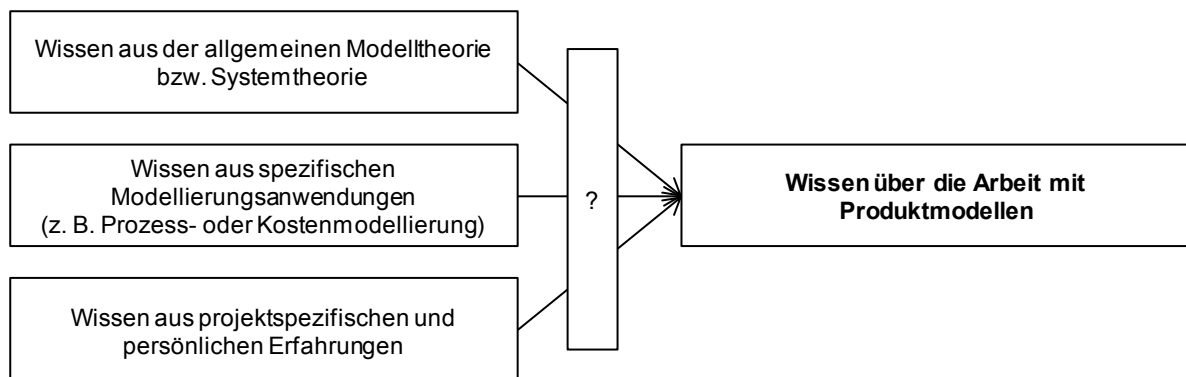 Wissen aus der allgemeinen Modelltheorie
bzw. Systemtheorie
Wissen aus spezifischen
Modellierungsanwendungen
(z. B. Prozess- oder Kostenmodellierung)
?
Wissen über die Arbeit mit
Produktmodellen
Wissen aus projektspezifischen und
persönlichen Erfahrungen